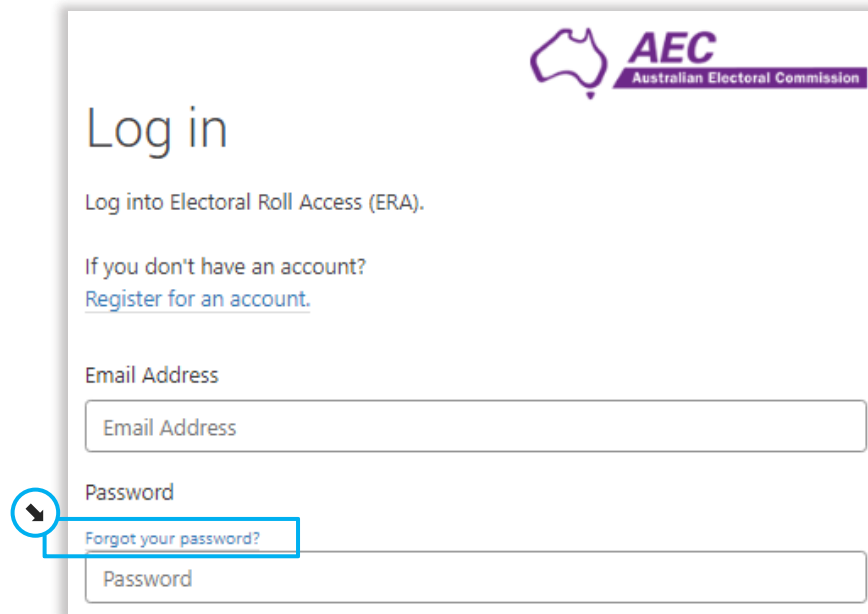 AEC
Australian Electoral Commission
Log in
Log into Electoral Roll Access (ERA).
If you don't have an account?
Register for an account.
Email Address
Email Address
Password
Forgot your password?
Password